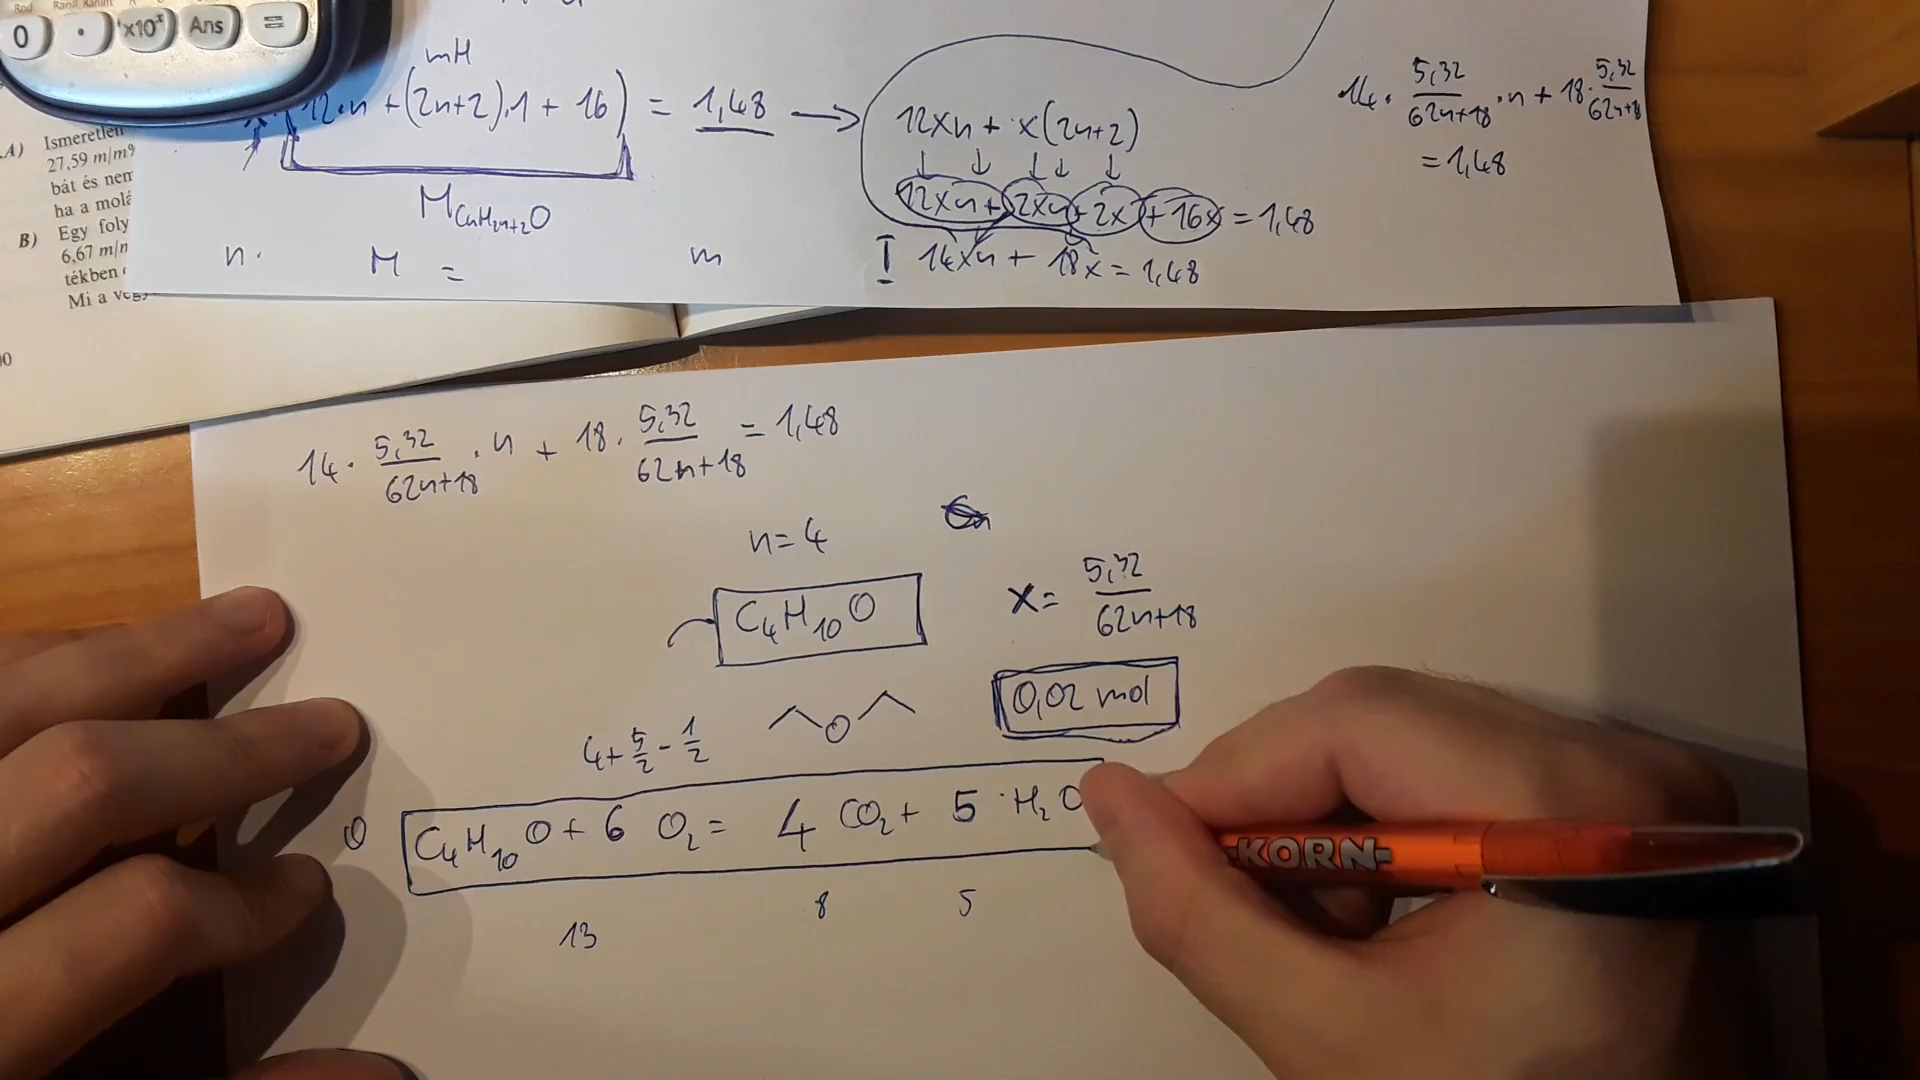 Rnd Ran# RanInt
0 . ×10ˣ Ans =
A) Ismeretlen
27,59 m/m%
bát és nem
ha a molá
B) Egy foly
6,67 m/m
tékben
Mi a vegy
mH
12·n + (2n+2)·1 + 16) = 1,48 →
M CnH2n+2O
n · M = m
12xn + x(2n+2)
12xn + 2xn + 2x + 16x = 1,48
I 14xn + 18x = 1,48
14 · 5,32/62n+18 · n + 18 · 5,32/62n+18
= 1,48
14 · 5,32/62n+18 · n + 18 · 5,32/62n+18 = 1,48
n = 4
C₄H₁₀O
x = 5,32/62n+18
0,02 mol
O
4 + 5/2 - 1/2
C₄H₁₀O + 6 O₂ = 4 CO₂ + 5 · H₂O
13 8 5
-KORN-